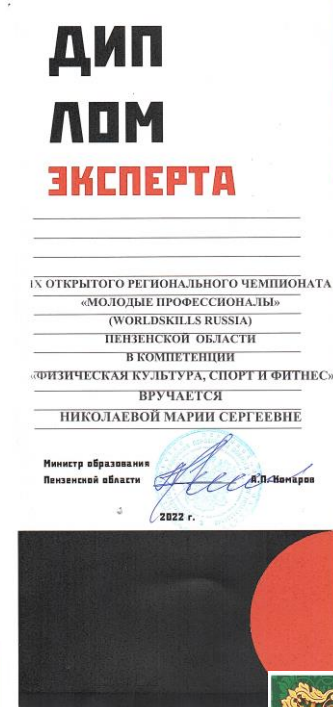 ДИП
ЛОМ
ЭКСПЕРТА
IX ОТКРЫТОГО РЕГИОНАЛЬНОГО ЧЕМПИОНАТА
«МОЛОДЫЕ ПРОФЕССИОНАЛЫ»
(WORLDSKILLS RUSSIA)
ПЕНЗЕНСКОЙ ОБЛАСТИ
В КОМПЕТЕНЦИИ
«ФИЗИЧЕСКАЯ КУЛЬТУРА, СПОРТ И ФИТНЕС»
ВРУЧАЕТСЯ
НИКОЛАЕВОЙ МАРИИ СЕРГЕЕВНЕ
Министр образования
Пензенской области А.П. Комаров
2022 г.